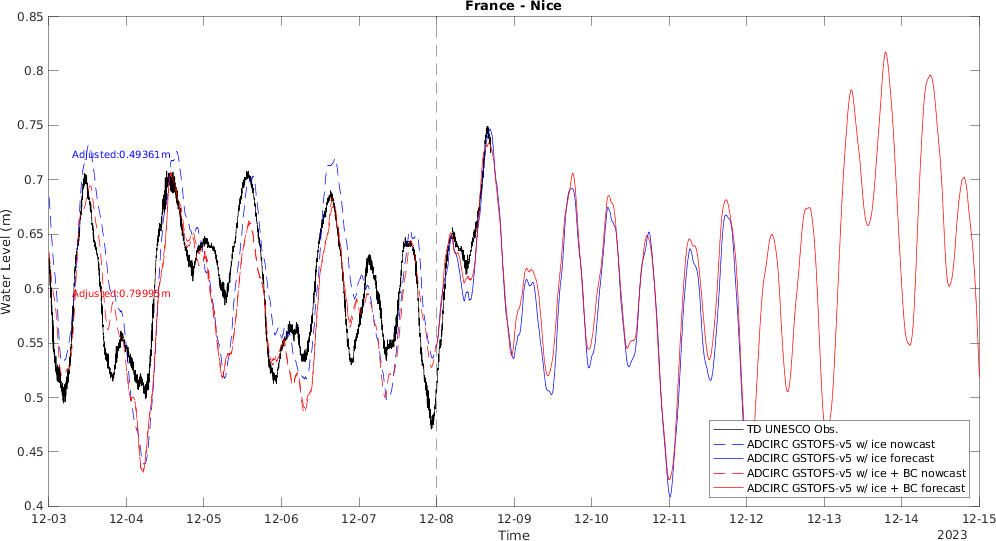 France - Nice
0.85
0.8
0.75
0.7
0.65
0.6
0.55
0.5
0.45
0.4
Water Level (m)
Adjusted:0.49361m
Adjusted:0.79995m
TD UNESCO Obs.
ADCIRC GSTOFS-v5 w/ ice nowcast
ADCIRC GSTOFS-v5 w/ ice forecast
ADCIRC GSTOFS-v5 w/ ice + BC nowcast
ADCIRC GSTOFS-v5 w/ ice + BC forecast
12-03 12-04 12-05 12-06 12-07 12-08 12-09 12-10 12-11 12-12 12-13 12-14 12-15
Time
2023